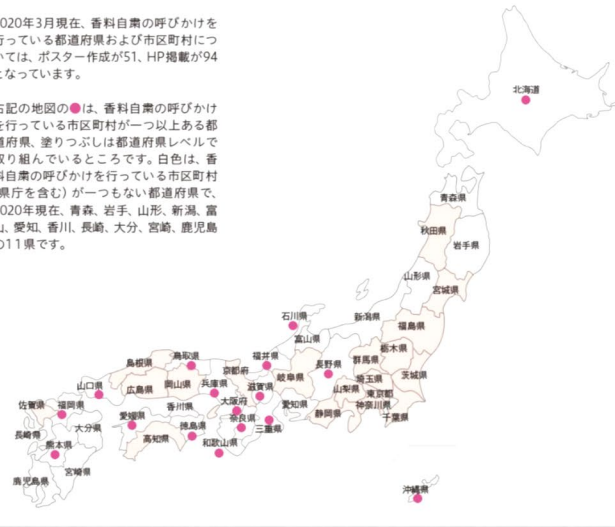 2020年3月現在、香料自粛の呼びかけを
行っている都道府県および市区町村につ
いては、ポスター作成が51、HP掲載が94
となっています。
右記の地図の●は、香料自粛の呼びかけ
を行っている市区町村が一つ以上ある都
道府県、塗りつぶしは都道府県レベルで
取り組んでいるところです。白色は、香
料自粛の呼びかけを行っている市区町村
(県庁を含む)が一つもない都道府県で、
2020年現在、青森、岩手、山形、新潟、富
山、愛知、香川、長崎、大分、宮崎、鹿児島
の11県です。
北海道
青森県
秋田県
岩手県
山形県
宮城県
石川県
新潟県
福島県
富山県
栃木県
島根県
鳥取県
京都府
福井県
長野県
群馬県
山口県
広島県
岡山県
兵庫県
滋賀県
岐阜県
埼玉県
茨城県
山梨県
東京都
佐賀県
福岡県
香川県
大阪府
愛知県
神奈川県
愛媛県
奈良県
静岡県
千葉県
長崎県
大分県
徳島県
三重県
熊本県
高知県
和歌山県
宮崎県
鹿児島県
沖縄県